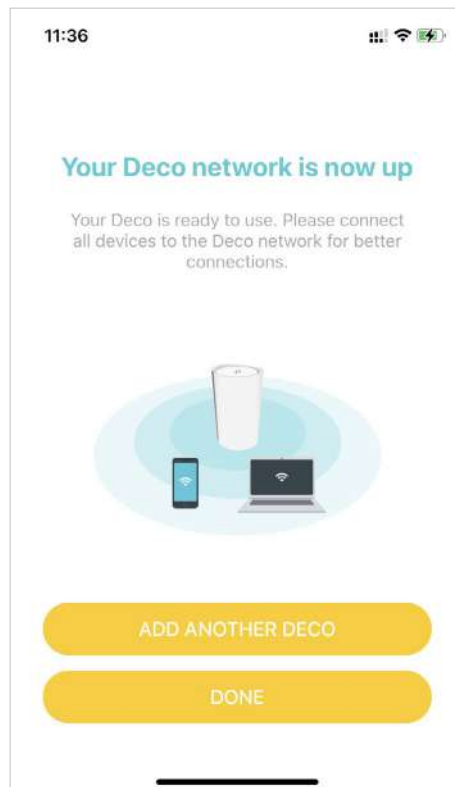 11:36
Your Deco network is now up
Your Deco is ready to use. Please connect
all devices to the Deco network for better
connections.
ADD ANOTHER DECO
DONE